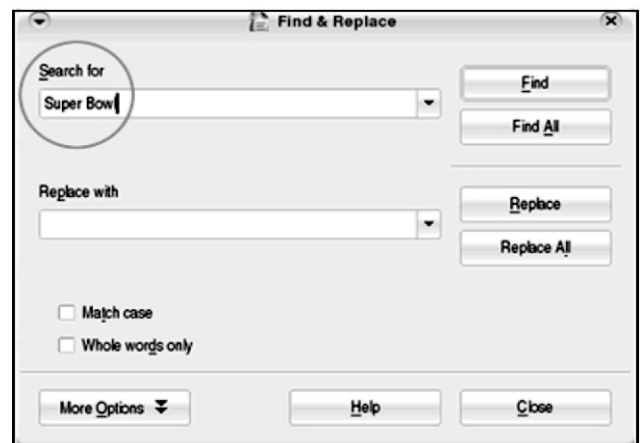 Find & Replace
Search for
Super Bowl
Find
Find All
Replace with
Replace
Replace All
Match case
Whole words only
More Options
Help
Close